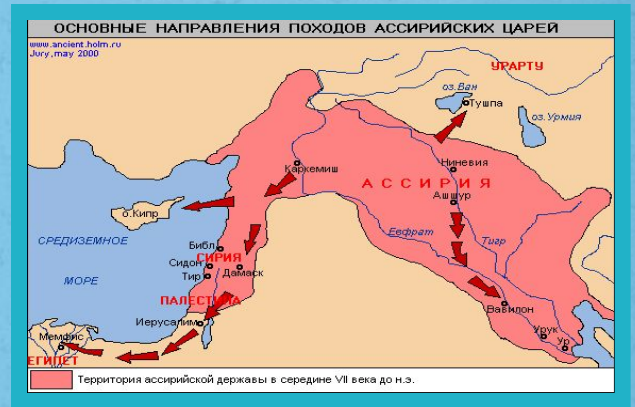 ОСНОВНЫЕ НАПРАВЛЕНИЯ ПОХОДОВ АССИРИЙСКИХ ЦАРЕЙ
www.ancient.holm.ru
Jury,may 2000
УРАРТУ
оз.Ван
Тушпа
оз.Урмия
Каркемиш
Ниневия
АССИРИЯ
Ашшур
о.Кипр
Евфрат
Тигр
СРЕДИЗЕМНОЕ
МОРЕ
Библ
СИРИЯ
Сидон
Дамаск
Тир
ПАЛЕСТИНА
Вавилон
Иерусалим
Урук
Ур
Мемфис
ЕГИПЕТ
Территория ассирийской державы в середине VII века до н.э.